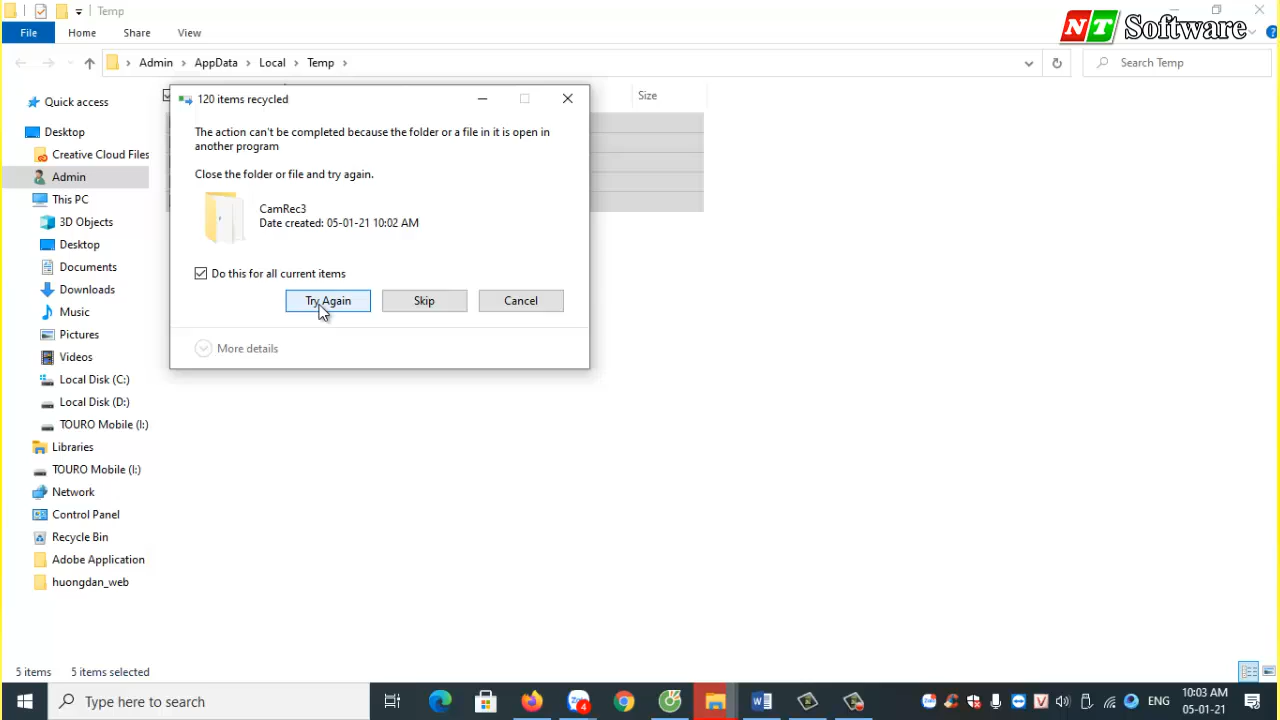 Temp
NT Software
File
Home
Share
View
Admin
AppData
Local
Temp
Search Temp
Size
Quick access
Desktop
Creative Cloud Files
Admin
This PC
3D Objects
Desktop
Documents
Downloads
Music
Pictures
Videos
Local Disk (C:)
Local Disk (D:)
TOURO Mobile (I:)
Libraries
TOURO Mobile (I:)
Network
Control Panel
Recycle Bin
Adobe Application
huongdan_web
120 items recycled
The action can't be completed because the folder or a file in it is open in
another program
Close the folder or file and try again.
CamRec3
Date created: 05-01-21 10:02 AM
Do this for all current items
Try Again
Skip
Cancel
More details
5 items
5 items selected
Type here to search
4
ENG
10:03 AM
05-01-21